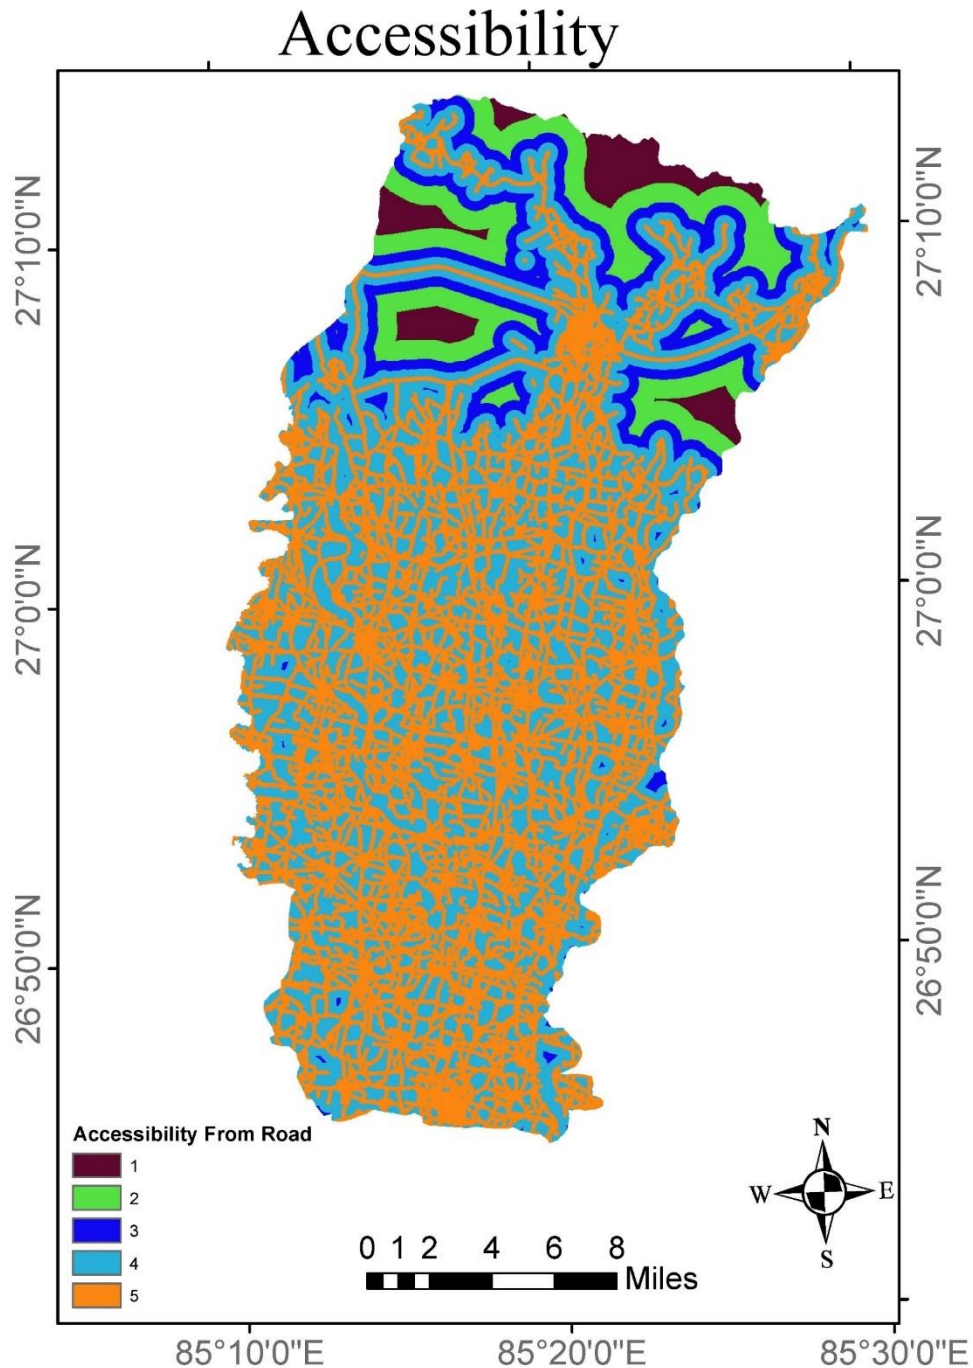 Accessibility
27°10'0"N
27°10'0"N
27°0'0"N
27°0'0"N
26°50'0"N
26°50'0"N
Accessibility From Road
1
2
3
4
5
N
W
E
S
0 1 2 4 6 8
Miles
85°10'0"E
85°20'0"E
85°30'0"E